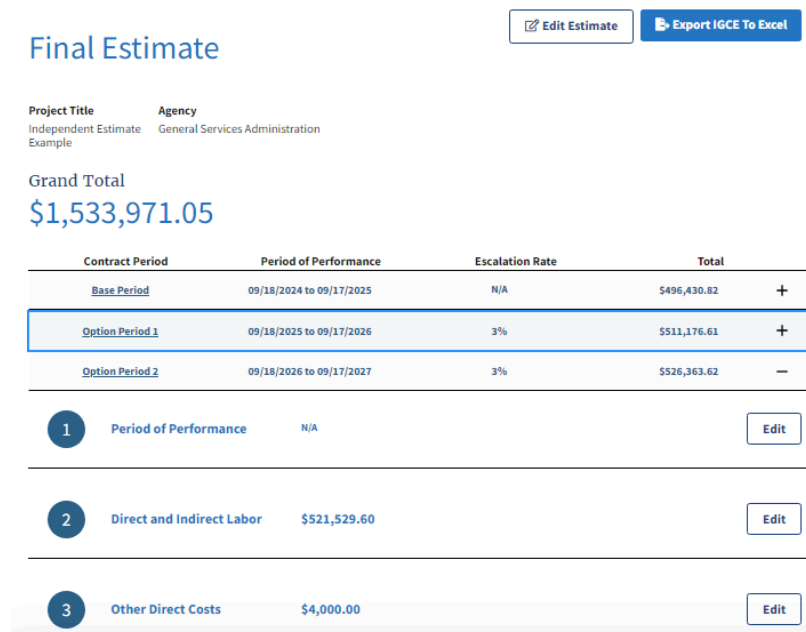 Edit Estimate
Export IGCE To Excel
Final Estimate
Project Title Agency
Independent Estimate General Services Administration
Example
Grand Total
$1,533,971.05
Contract Period Period of Performance Escalation Rate Total
Base Period 09/18/2024 to 09/17/2025 N/A $496,430.82 +
Option Period 1 09/18/2025 to 09/17/2026 3% $511,176.61 +
Option Period 2 09/18/2026 to 09/17/2027 3% $526,363.62 −
1 Period of Performance N/A Edit
2 Direct and Indirect Labor $521,529.60 Edit
3 Other Direct Costs $4,000.00 Edit